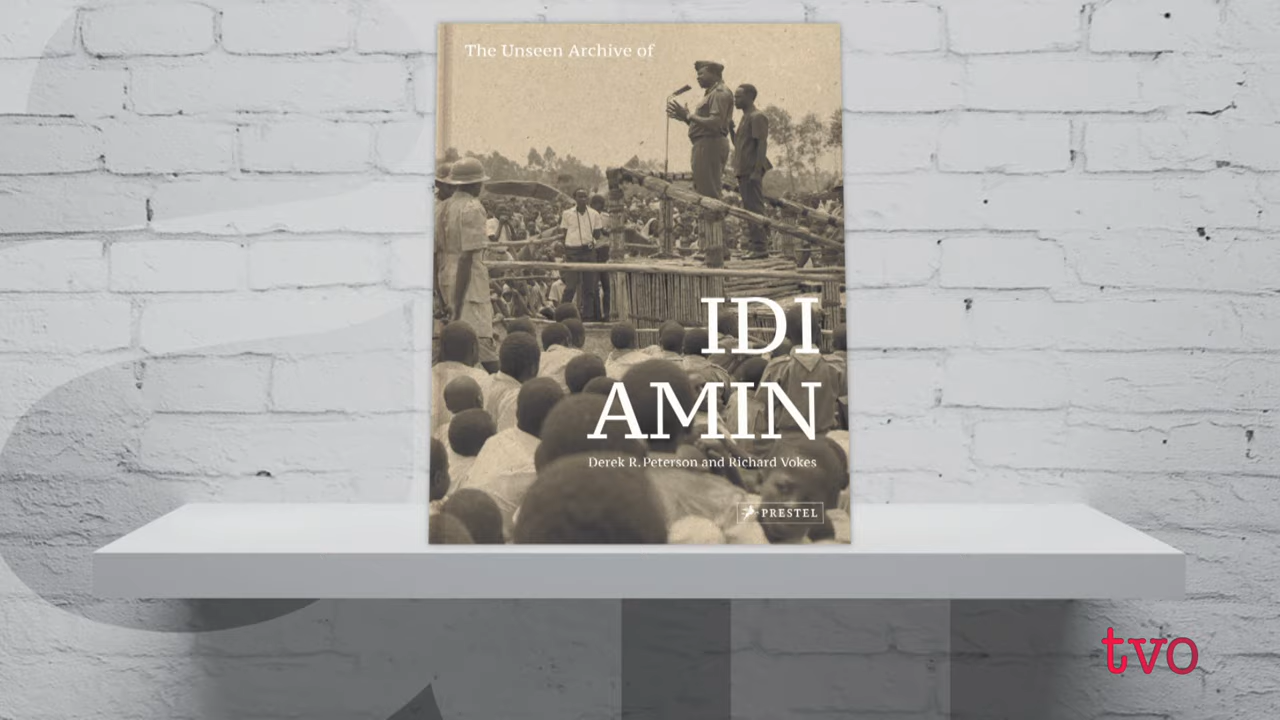 The Unseen Archive of
IDI
AMIN
Derek R. Peterson and Richard Vokes
PRESTEL
tvo